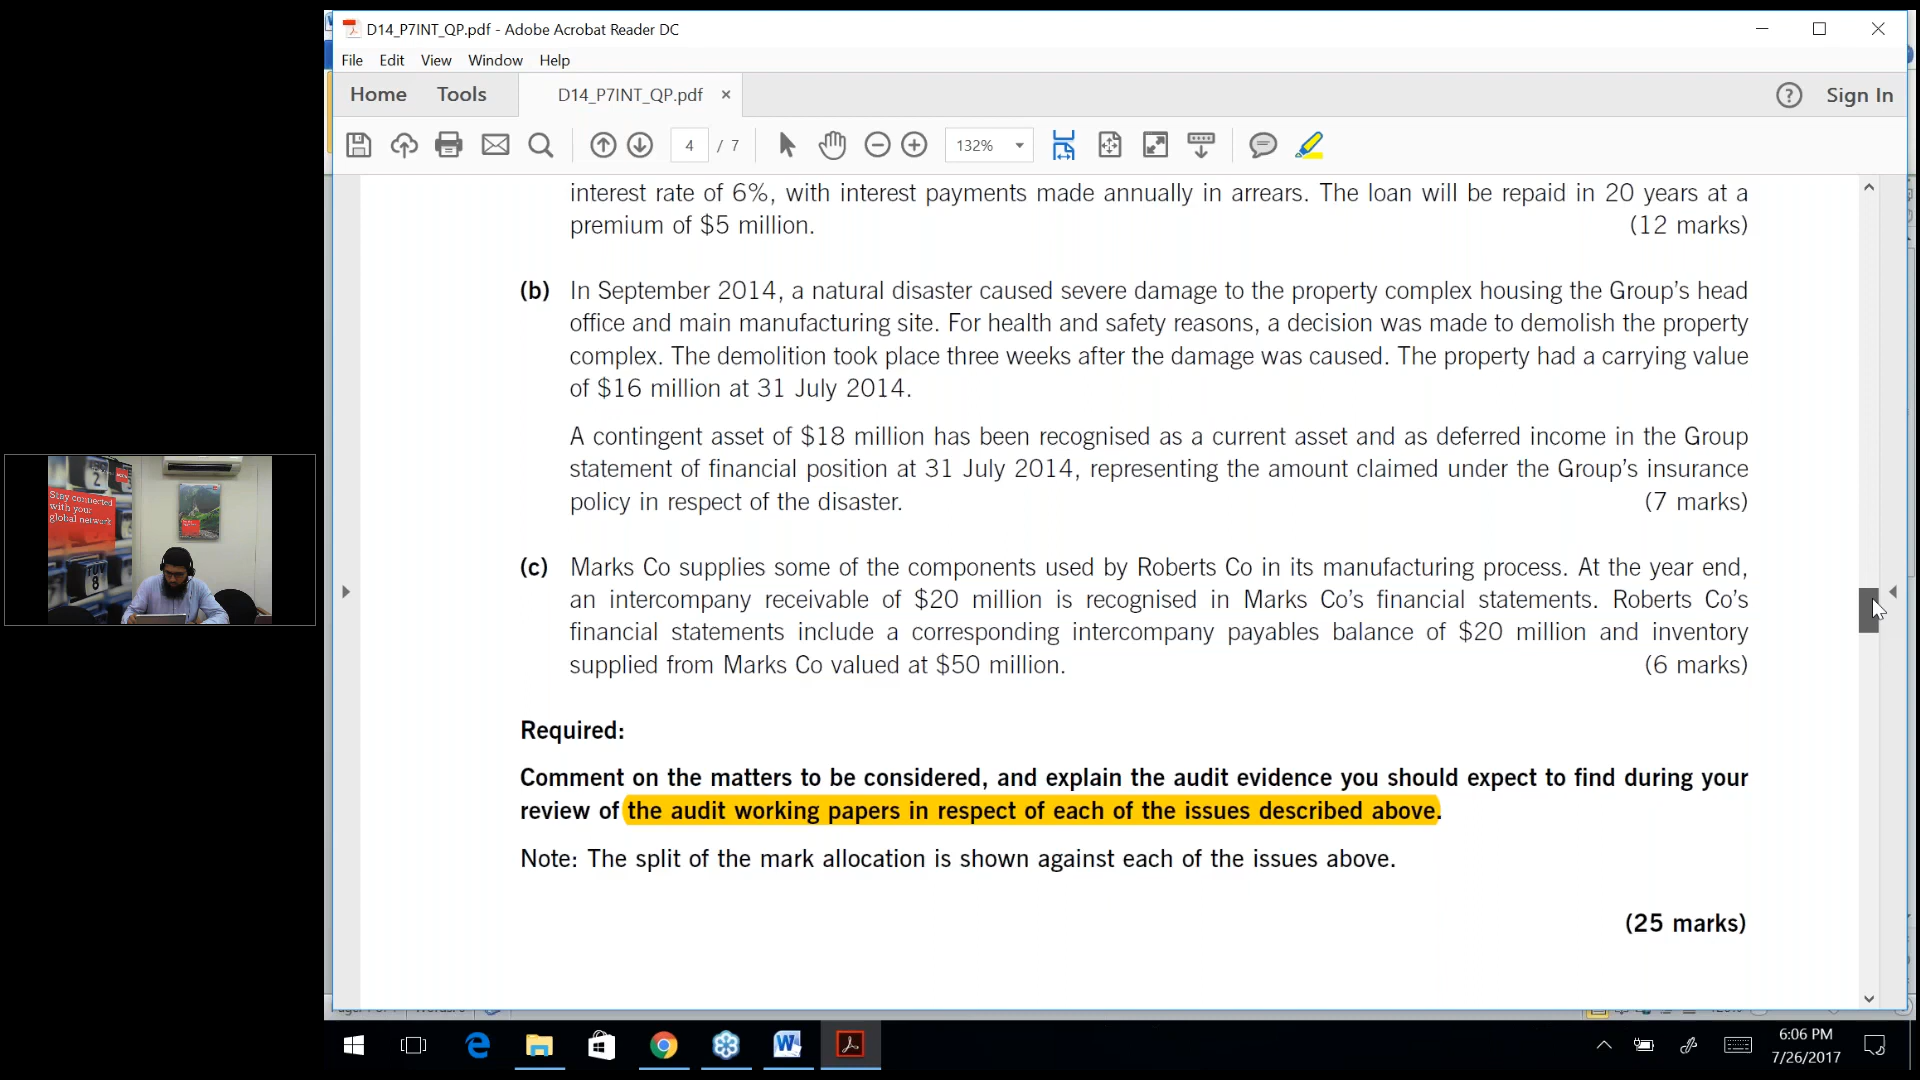 D14_P7INT_QP.pdf - Adobe Acrobat Reader DC
File Edit View Window Help
Home Tools D14_P7INT_QP.pdf × Sign In
4 / 7 132%
interest rate of 6%, with interest payments made annually in arrears. The loan will be repaid in 20 years at a
premium of $5 million. (12 marks)
(b) In September 2014, a natural disaster caused severe damage to the property complex housing the Group’s head
office and main manufacturing site. For health and safety reasons, a decision was made to demolish the property
complex. The demolition took place three weeks after the damage was caused. The property had a carrying value
of $16 million at 31 July 2014.
A contingent asset of $18 million has been recognised as a current asset and as deferred income in the Group
statement of financial position at 31 July 2014, representing the amount claimed under the Group’s insurance
policy in respect of the disaster. (7 marks)
(c) Marks Co supplies some of the components used by Roberts Co in its manufacturing process. At the year end,
an intercompany receivable of $20 million is recognised in Marks Co’s financial statements. Roberts Co’s
financial statements include a corresponding intercompany payables balance of $20 million and inventory
supplied from Marks Co valued at $50 million. (6 marks)
Required:
Comment on the matters to be considered, and explain the audit evidence you should expect to find during your
review of the audit working papers in respect of each of the issues described above.
Note: The split of the mark allocation is shown against each of the issues above.
(25 marks)
Stay connected
with your
global network
2
TUV
8
6:06 PM
7/26/2017